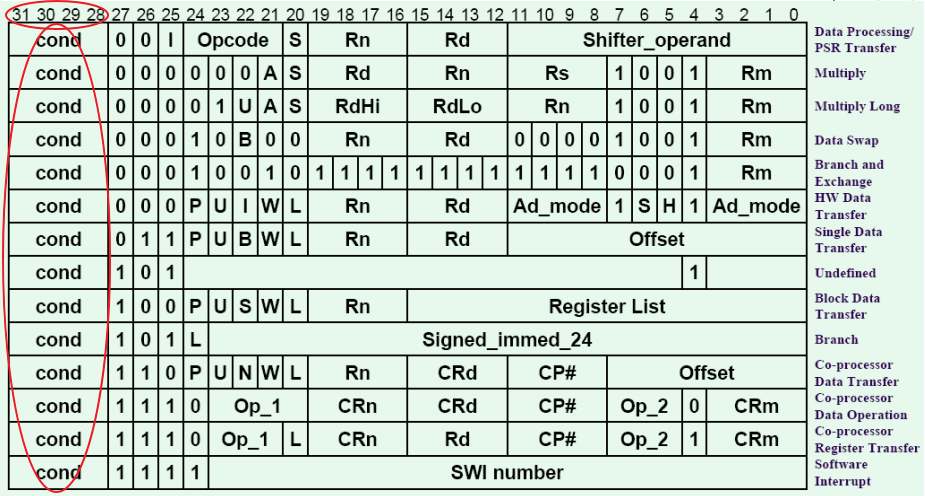 31 30 29 28 27 26 25 24 23 22 21 20 19 18 17 16 15 14 13 12 11 10 9 8 7 6 5 4 3 2 1 0
cond 0 0 I Opcode S Rn Rd Shifter_operand Data Processing/
PSR Transfer
cond 0 0 0 0 0 0 A S Rd Rn Rs 1 0 0 1 Rm Multiply
cond 0 0 0 0 1 U A S RdHi RdLo Rn 1 0 0 1 Rm Multiply Long
cond 0 0 0 1 0 B 0 0 Rn Rd 0 0 0 0 1 0 0 1 Rm Data Swap
cond 0 0 0 1 0 0 1 0 1 1 1 1 1 1 1 1 1 1 1 1 0 0 0 1 Rm Branch and
Exchange
cond 0 0 0 P U I W L Rn Rd Ad_mode 1 S H 1 Ad_mode HW Data
Transfer
cond 0 1 1 P U B W L Rn Rd Offset Single Data
Transfer
cond 1 0 1 1 Undefined
cond 1 0 0 P U S W L Rn Register List Block Data
Transfer
cond 1 0 1 L Signed_immed_24 Branch
cond 1 1 0 P U N W L Rn CRd CP# Offset Co-processor
Data Transfer
cond 1 1 1 0 Op_1 CRn CRd CP# Op_2 0 CRm Co-processor
Data Operation
cond 1 1 1 0 Op_1 L CRn Rd CP# Op_2 1 CRm Co-processor
Register Transfer
cond 1 1 1 1 SWI number Software
Interrupt